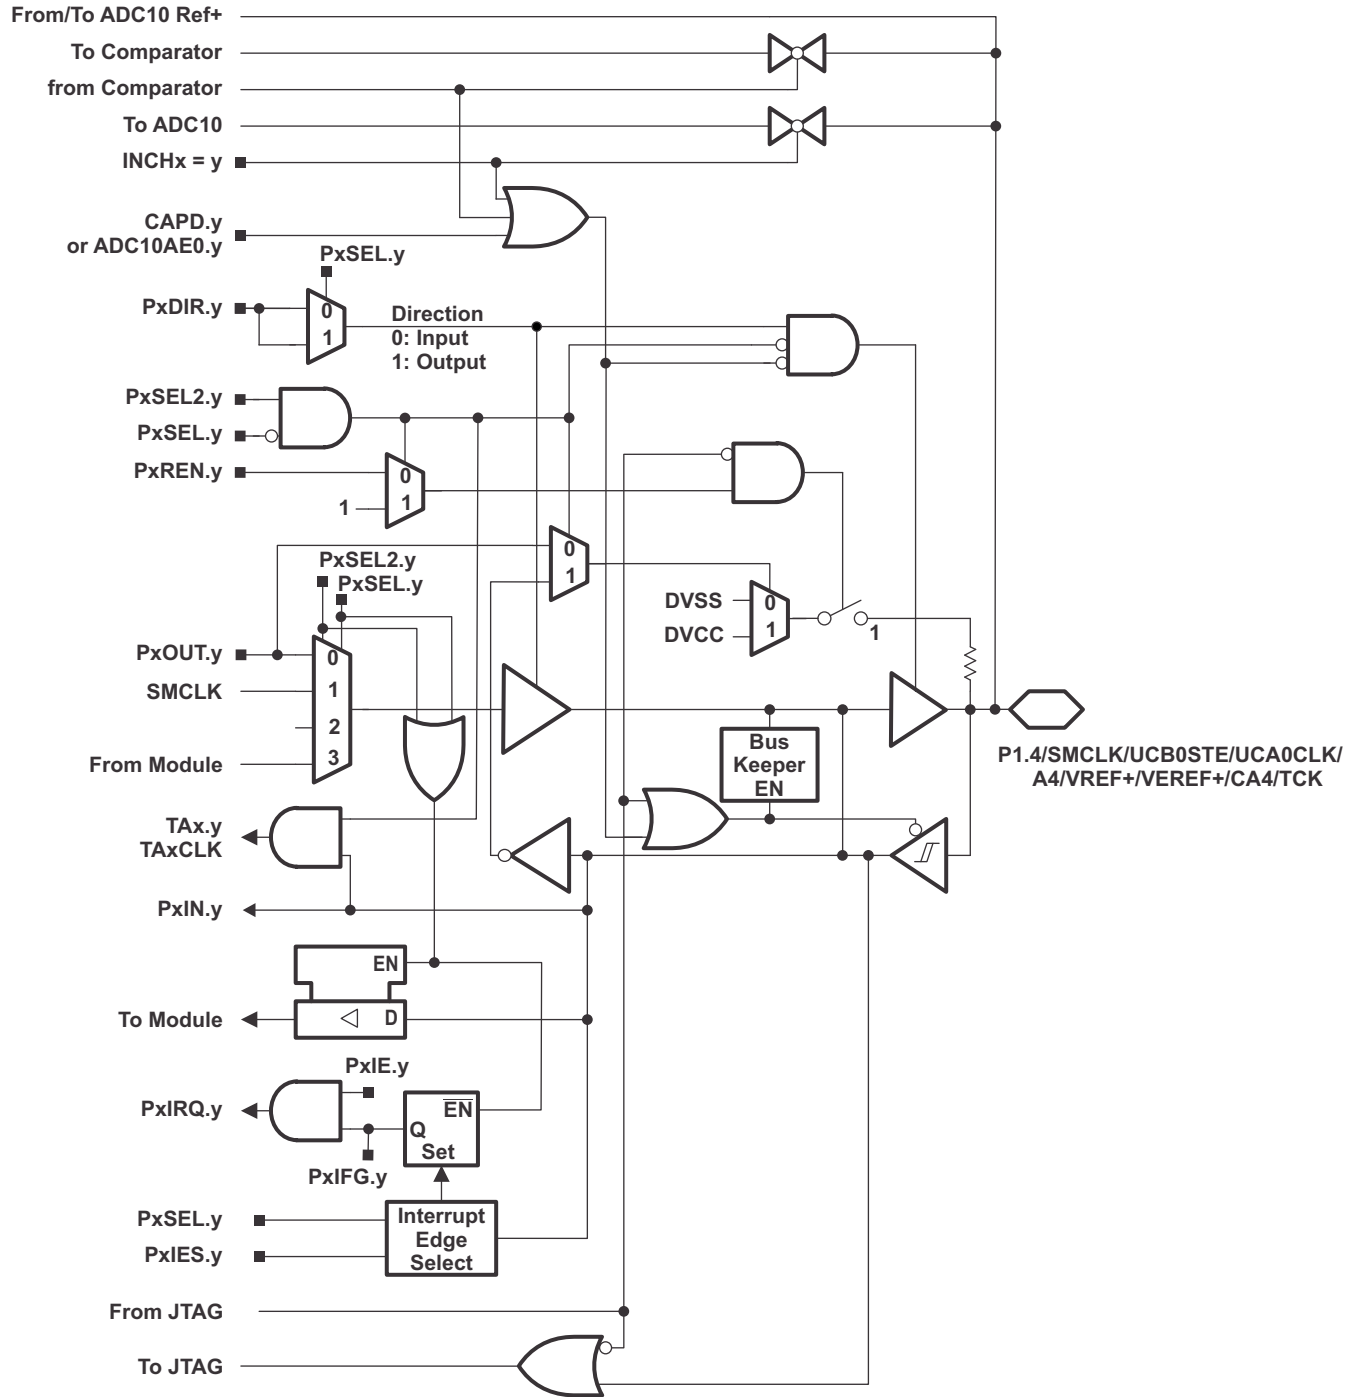 From/To ADC10 Ref+
To Comparator
from Comparator
To ADC10
INCHx = y
CAPD.y
or ADC10AE0.y
PxSEL.y
PxDIR.y
0
1
Direction
0: Input
1: Output
PxSEL2.y
PxSEL.y
PxREN.y
0
1
1
0
1
PxSEL2.y
PxSEL.y
DVSS
DVCC
0
1
1
PxOUT.y
SMCLK
From Module
0
1
2
3
Bus
Keeper
EN
P1.4/SMCLK/UCB0STE/UCA0CLK/
A4/VREF+/VEREF+/CA4/TCK
TAx.y
TAxCLK
PxIN.y
EN
D
To Module
PxIE.y
PxIRQ.y
EN
Q
Set
PxIFG.y
PxSEL.y
PxIES.y
Interrupt
Edge
Select
From JTAG
To JTAG